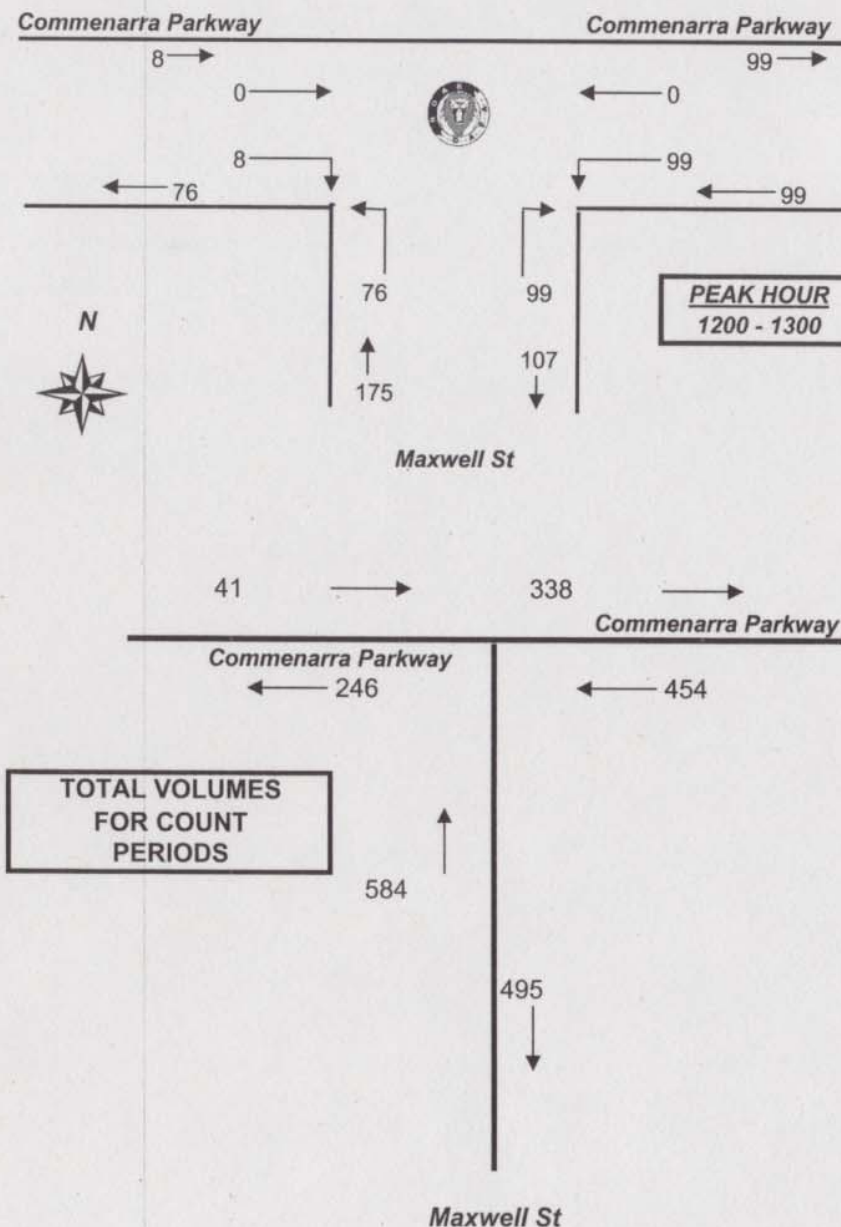 Commenarra Parkway Commenarra Parkway
8 99
0 0
8 99
76 99
76 99
PEAK HOUR
1200 - 1300
N
107
175
Maxwell St
41 338
Commenarra Parkway
Commenarra Parkway
246 454
TOTAL VOLUMES
FOR COUNT
PERIODS
584
495
Maxwell St